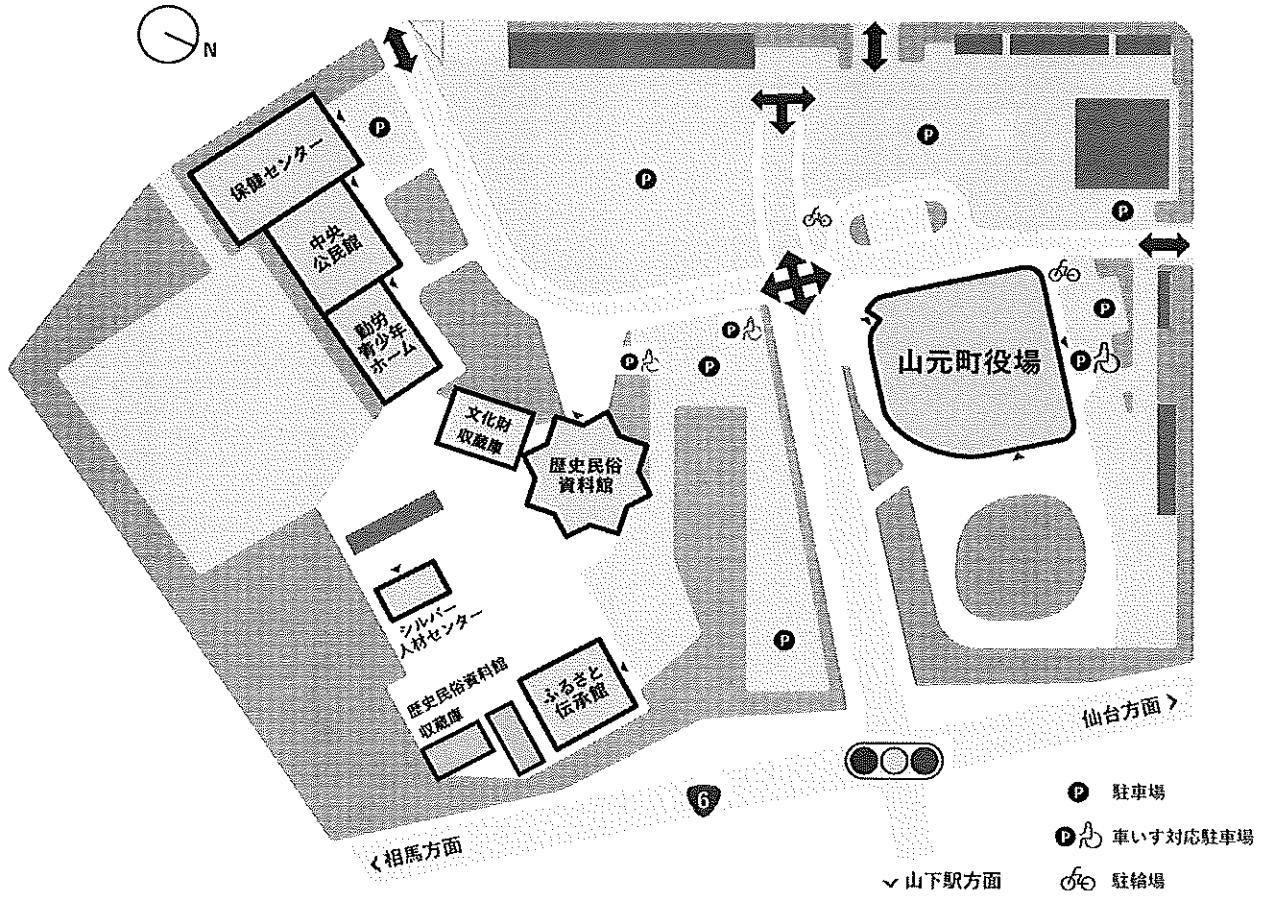 N
保健センター
中央
公民館
勤労
青少年
ホーム
文化財
収蔵庫
歴史民俗
資料館
山元町役場
シルバー
人材センター
歴史民俗資料館
収蔵庫
ふるさと
伝承館
仙台方面
6
相馬方面
山下駅方面
P
P
P
P
P
P
P
P
P
P
P
P 駐車場
P 車いす対応駐車場
駐輪場